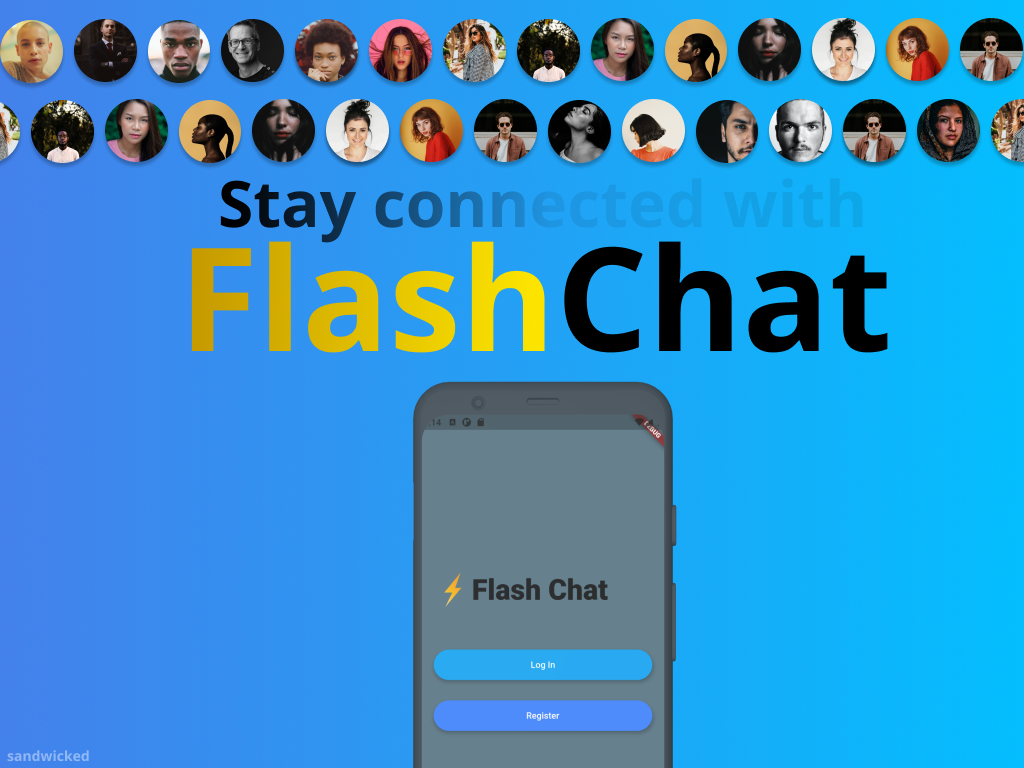 Stay connected with
FlashChat
:14
Flash Chat
Log In
Register
sandwicked